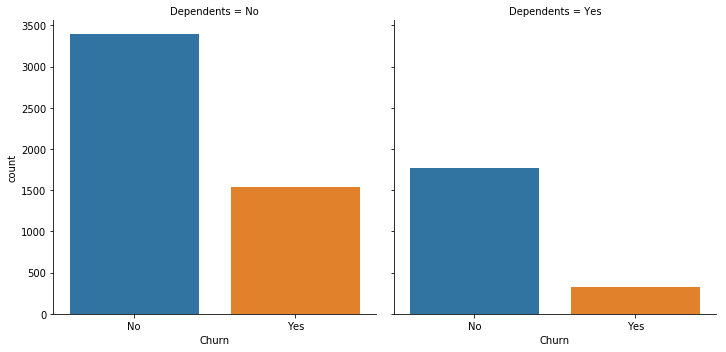 Dependents = No
Dependents = Yes
3500
3000
2500
2000
1500
1000
500
0
count
No
Yes
No
Yes
Churn
Churn